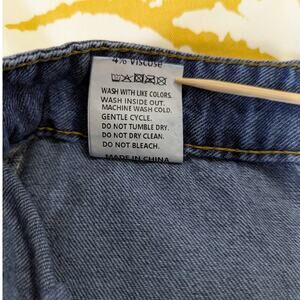 4% Viscose
WASH WITH LIKE COLORS.
WASH INSIDE OUT.
MACHINE WASH COLD.
GENTLE CYCLE.
DO NOT TUMBLE DRY.
DO NOT DRY CLEAN.
DO NOT BLEACH.
MADE IN CHINA